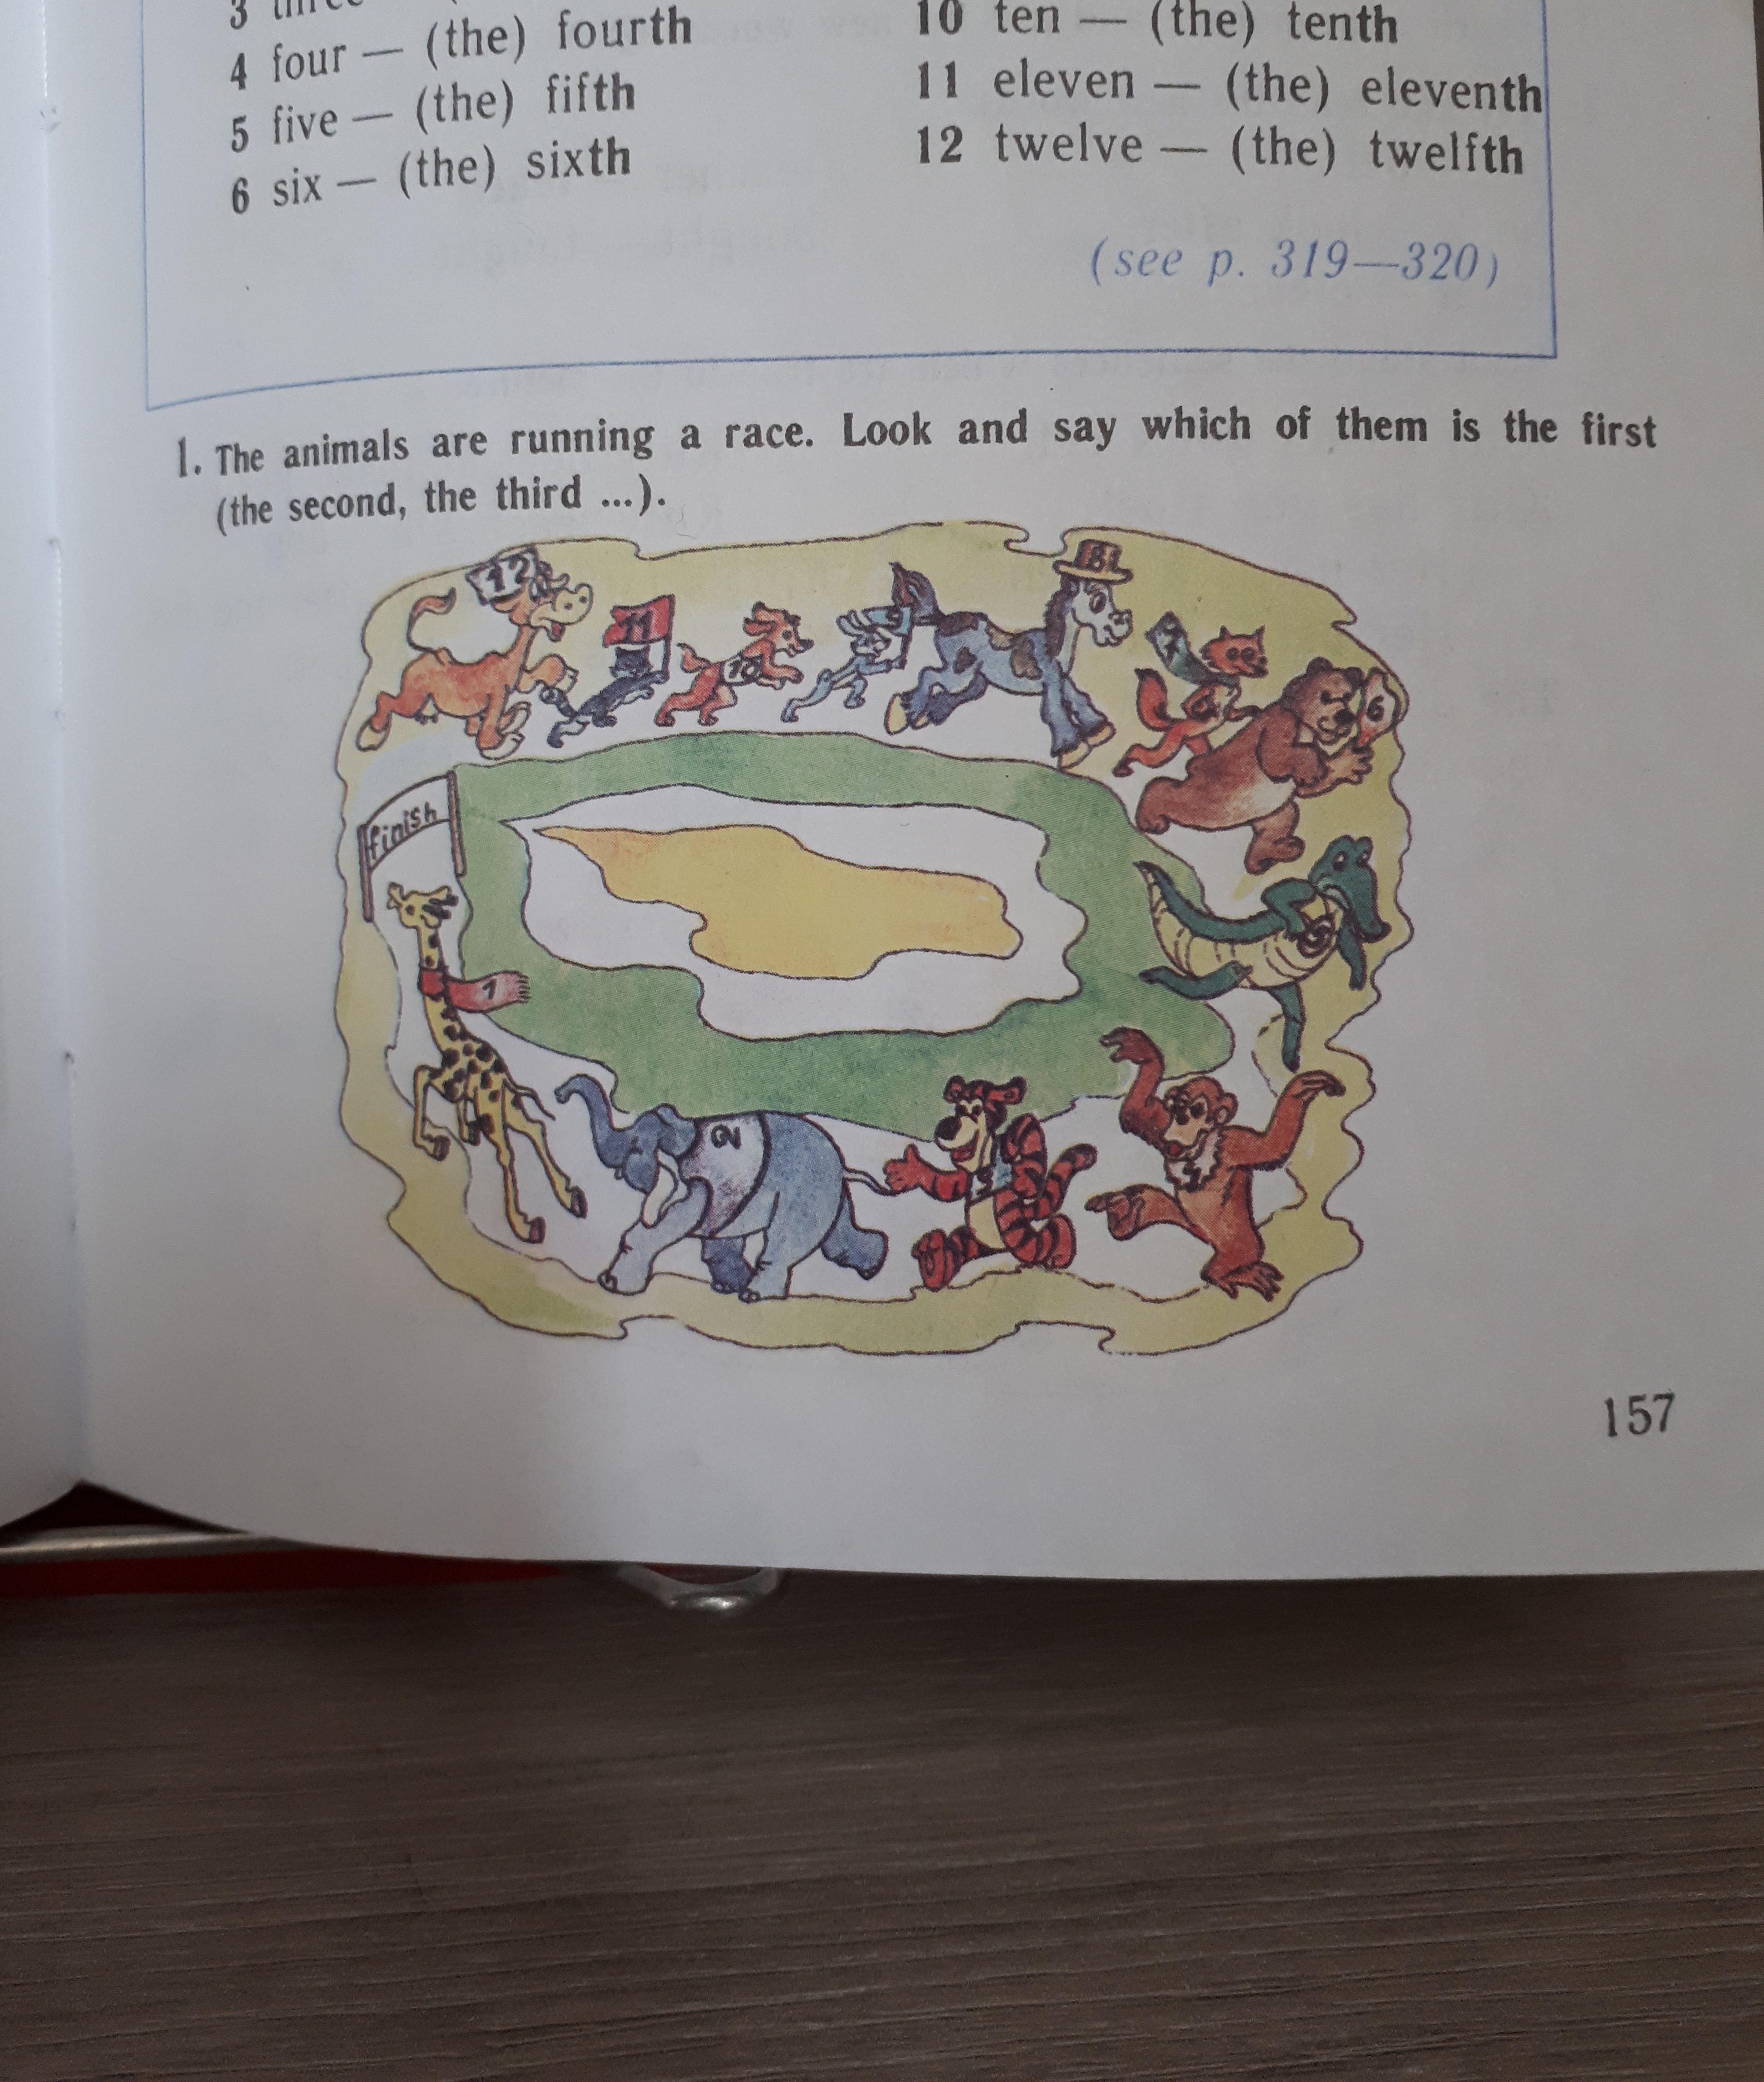 3 three
4 four — (the) fourth
5 five — (the) fifth
6 six — (the) sixth
10 ten — (the) tenth
11 eleven — (the) eleventh
12 twelve — (the) twelfth
(see p. 319—320)
1. The animals are running a race. Look and say which of them is the first
(the second, the third ...).
12
11
10
9
8
7
6
5
finish
1
2
3
157